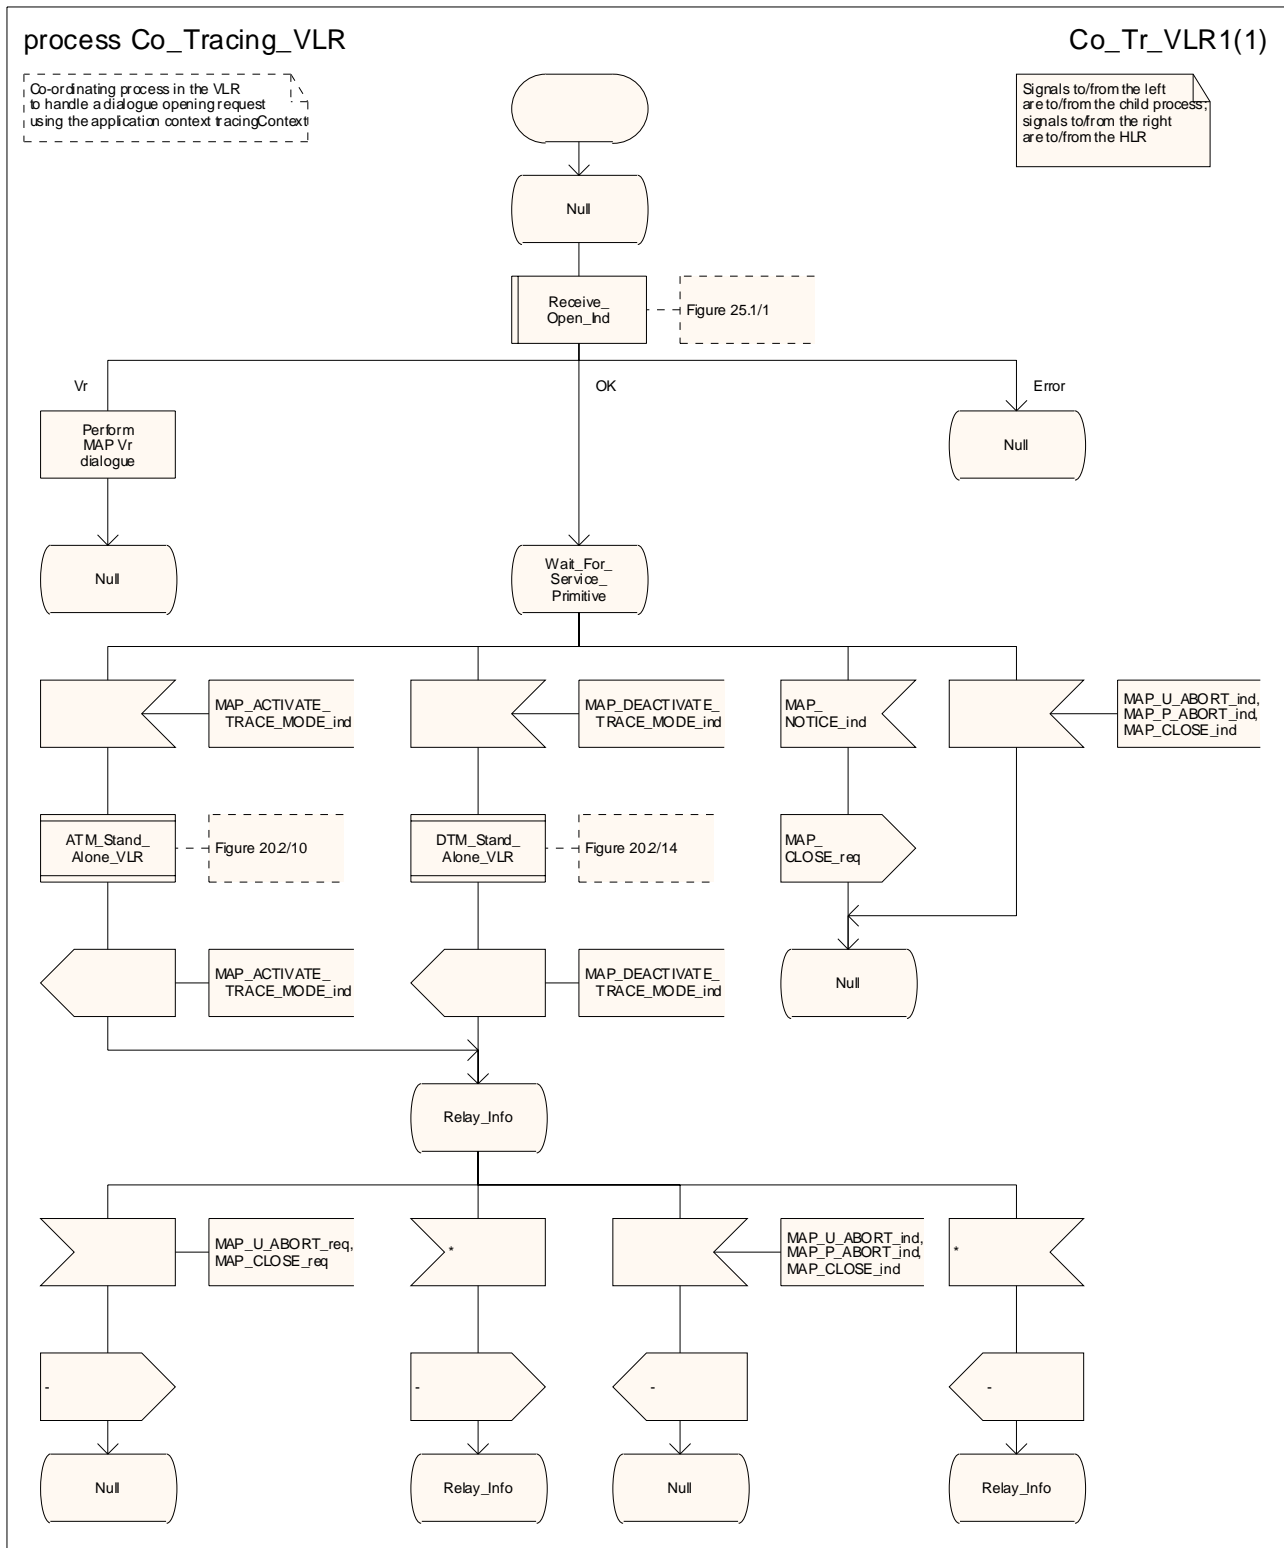 process Co_Tracing_VLR
Co_Tr_VLR1(1)
Co-ordinating process in the VLR
to handle a dialogue opening request
using the application context tracingContext
Signals to/from the left
are to/from the child process;
signals to/from the right
are to/from the HLR
Null
Receive_
Open_Ind
Figure 25.1/1
Vr
OK
Error
Perform
MAP Vr
dialogue
Null
Null
Wait_For_
Service_
Primitive
MAP_ACTIVATE_
TRACE_MODE_ind
MAP_DEACTIVATE_
TRACE_MODE_ind
MAP_
NOTICE_ind
MAP_U_ABORT_ind,
MAP_P_ABORT_ind,
MAP_CLOSE_ind
ATM_Stand_
Alone_VLR
Figure 20.2/10
DTM_Stand_
Alone_VLR
Figure 20.2/14
MAP_
CLOSE_req
MAP_ACTIVATE_
TRACE_MODE_ind
MAP_DEACTIVATE_
TRACE_MODE_ind
Null
Relay_Info
MAP_U_ABORT_req,
MAP_CLOSE_req
*
MAP_U_ABORT_ind,
MAP_P_ABORT_ind,
MAP_CLOSE_ind
*
-
-
-
-
Null
Relay_Info
Null
Relay_Info